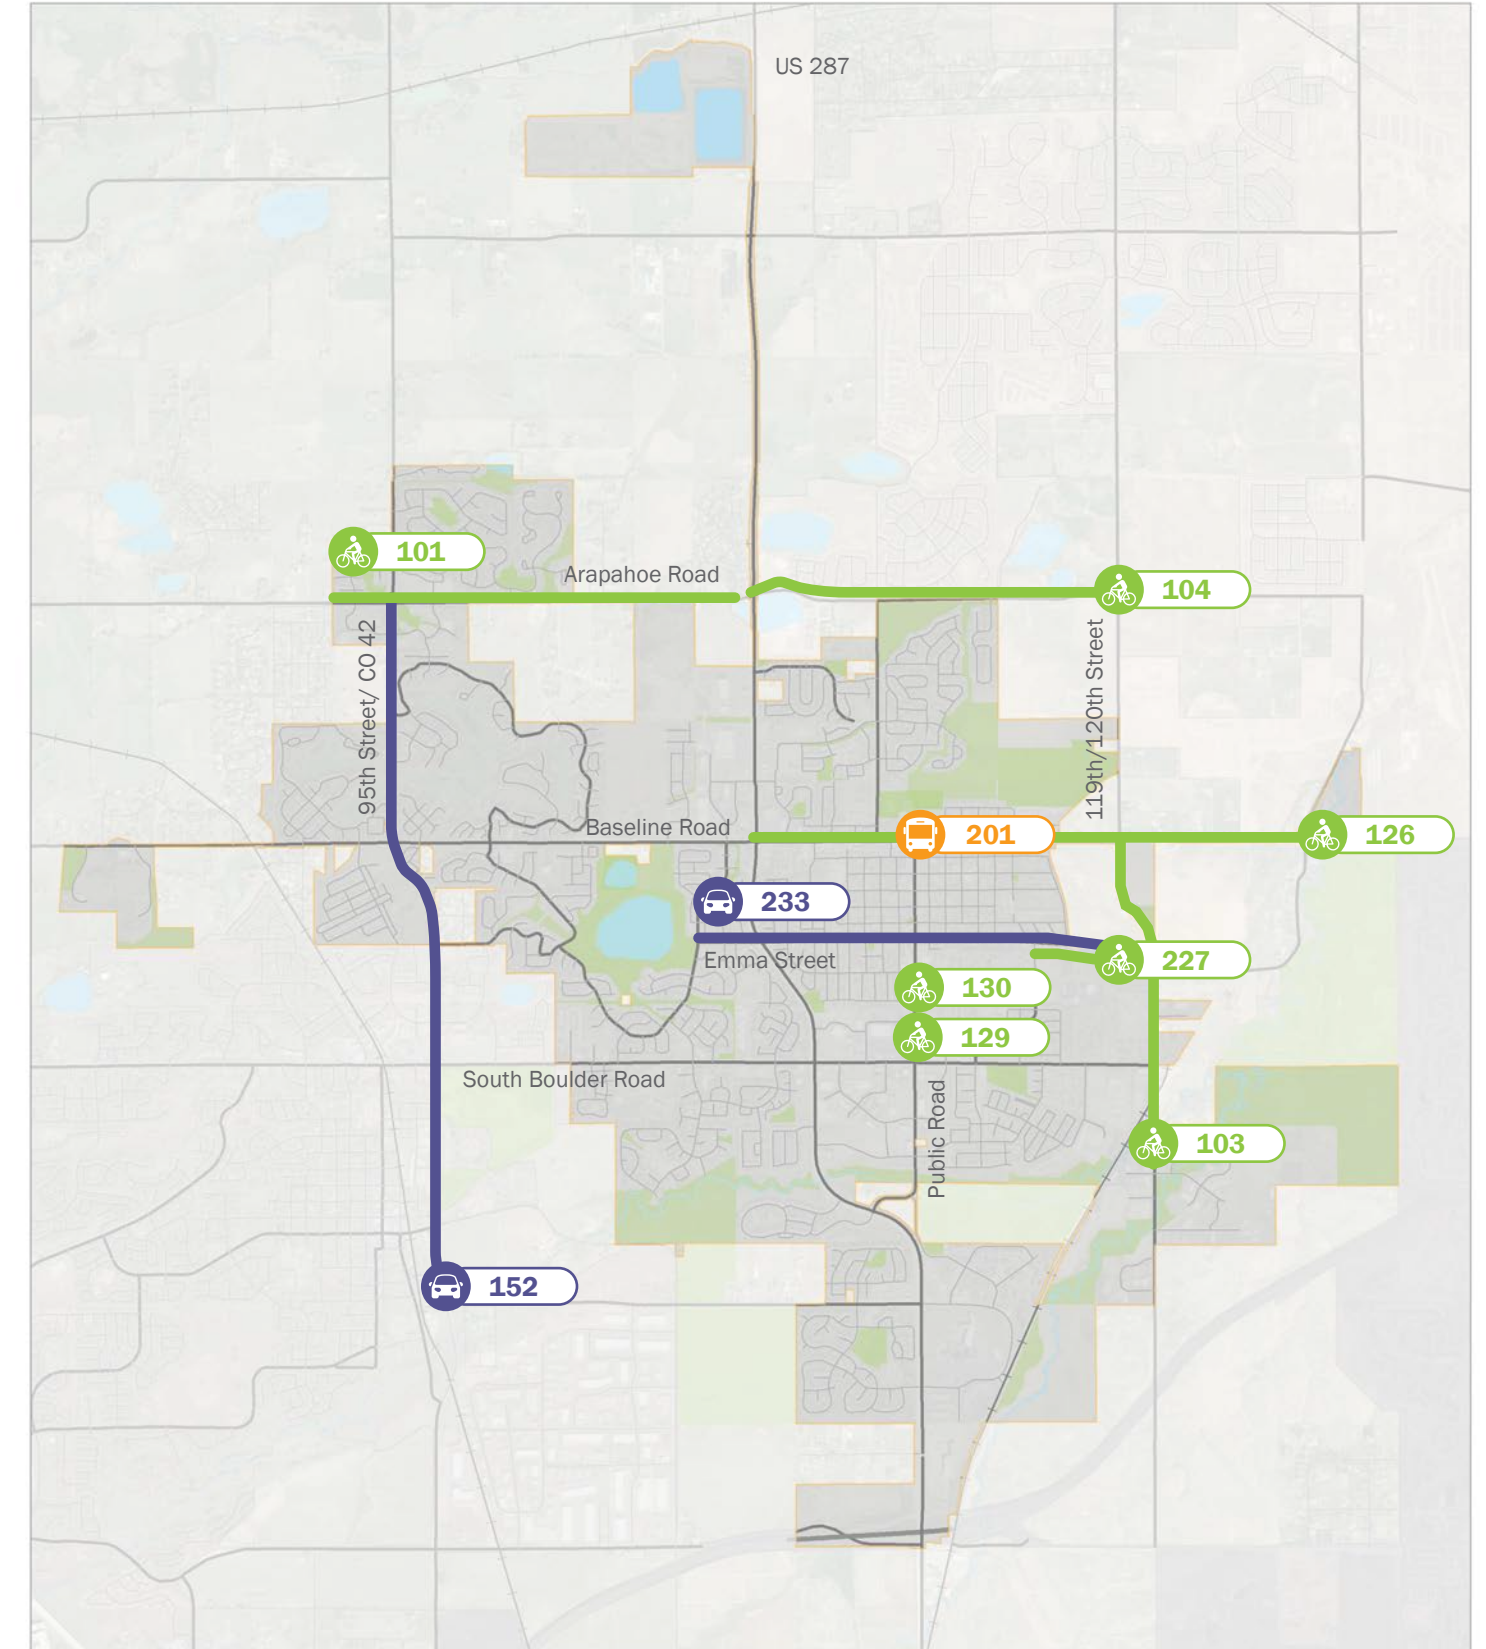 US 287
101
Arapahoe Road
104
95th Street/ CO 42
119th/120th Street
Baseline Road
201
126
233
Emma Street
227
130
129
South Boulder Road
Public Road
103
152